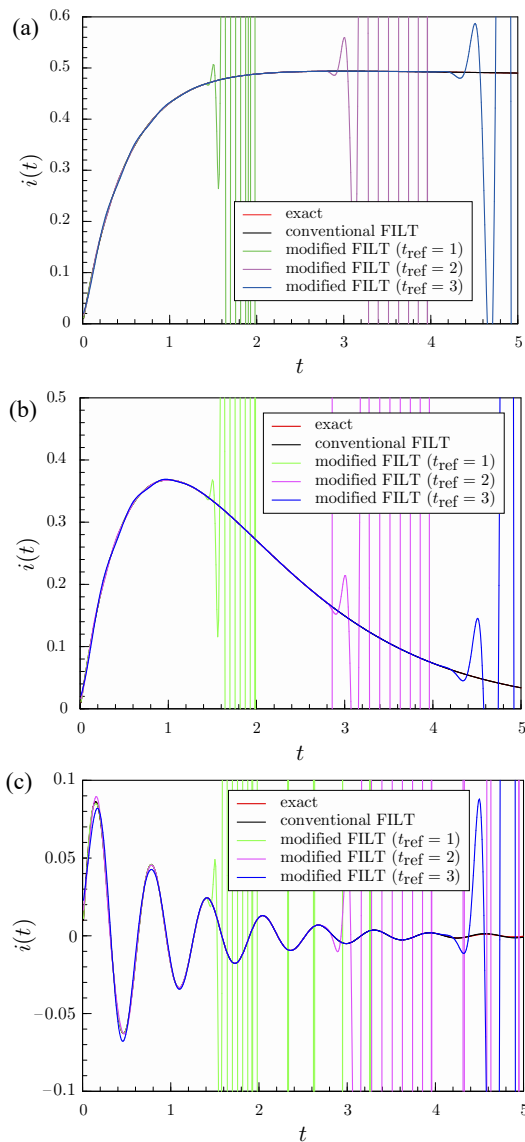 (a)
0.6
0.5
0.4
0.3
0.2
0.1
0
i(t)
exact
conventional FILT
modified FILT (t_ref = 1)
modified FILT (t_ref = 2)
modified FILT (t_ref = 3)
0 1 2 3 4 5
t
(b)
0.5
0.4
0.3
0.2
0.1
0
i(t)
exact
conventional FILT
modified FILT (t_ref = 1)
modified FILT (t_ref = 2)
modified FILT (t_ref = 3)
0 1 2 3 4 5
t
(c)
0.1
0.05
0
−0.05
−0.1
i(t)
exact
conventional FILT
modified FILT (t_ref = 1)
modified FILT (t_ref = 2)
modified FILT (t_ref = 3)
0 1 2 3 4 5
t